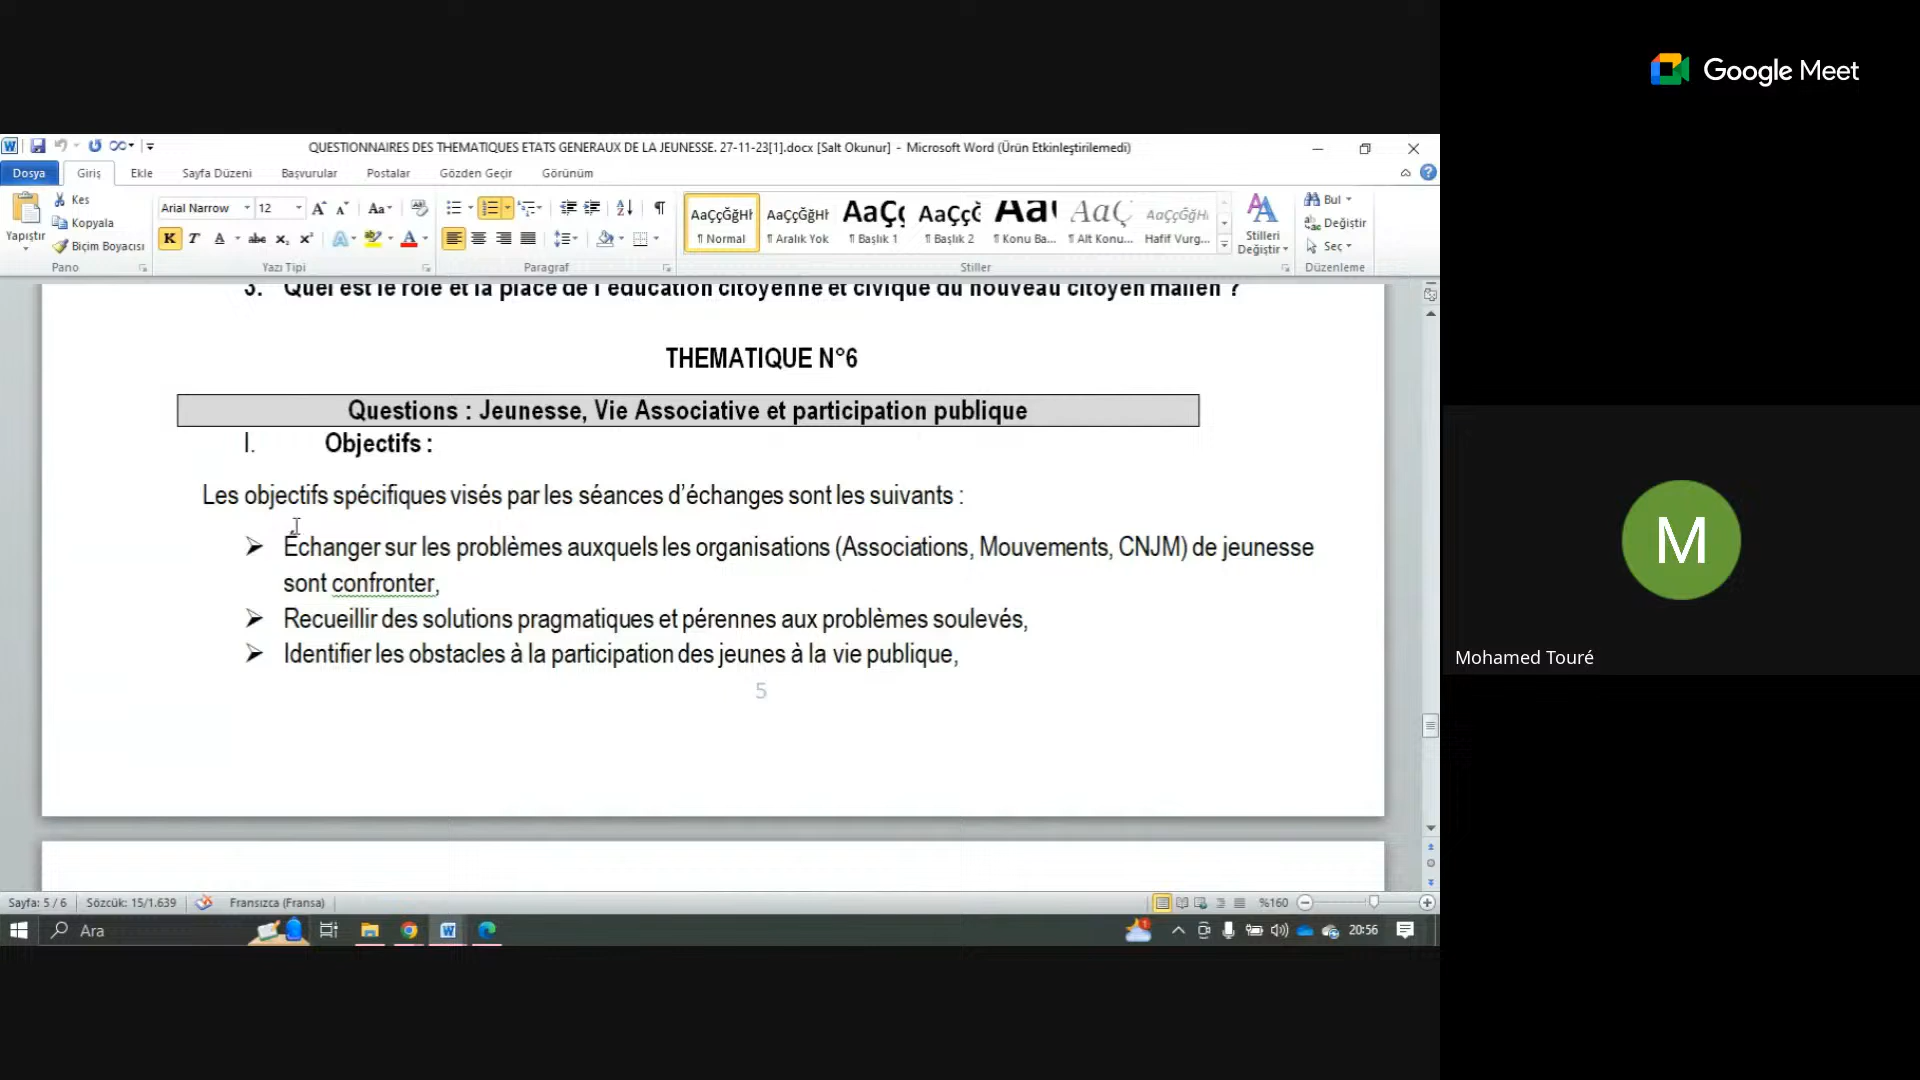 Google Meet
QUESTIONNAIRES DES THEMATIQUES ETATS GENERAUX DE LA JEUNESSE. 27-11-23[1].docx [Salt Okunur] - Microsoft Word (Ürün Etkinleştirilemedi)
Dosya Giriş Ekle Sayfa Düzeni Başvurular Postalar Gözden Geçir Görünüm
Yapıştır
Kes
Kopyala
Biçim Boyacısı
Pano
Arial Narrow 12
Yazı Tipi
Paragraf
AaÇçĞğHł AaÇçĞğHł AaÇç AaÇçĞ AaÇ AaÇçĞğHı
¶ Normal ¶ Aralık Yok ¶ Başlık 1 ¶ Başlık 2 ¶ Konu Ba... ¶ Alt Konu... Hafif Vurg...
Stiller
Stilleri Değiştir
Bul
Değiştir
Seç
Düzenleme
3. Quel est le rôle et la place de l'éducation citoyenne et civique du nouveau citoyen malien ?
THEMATIQUE N°6
Questions : Jeunesse, Vie Associative et participation publique
I. Objectifs :
Les objectifs spécifiques visés par les séances d’échanges sont les suivants :
➢ Échanger sur les problèmes auxquels les organisations (Associations, Mouvements, CNJM) de jeunesse
sont confronter,
➢ Recueillir des solutions pragmatiques et pérennes aux problèmes soulevés,
➢ Identifier les obstacles à la participation des jeunes à la vie publique,
5
Sayfa: 5 / 6 Sözcük: 15/1.639 Fransızca (Fransa) %160
Ara 20:56
M
Mohamed Touré